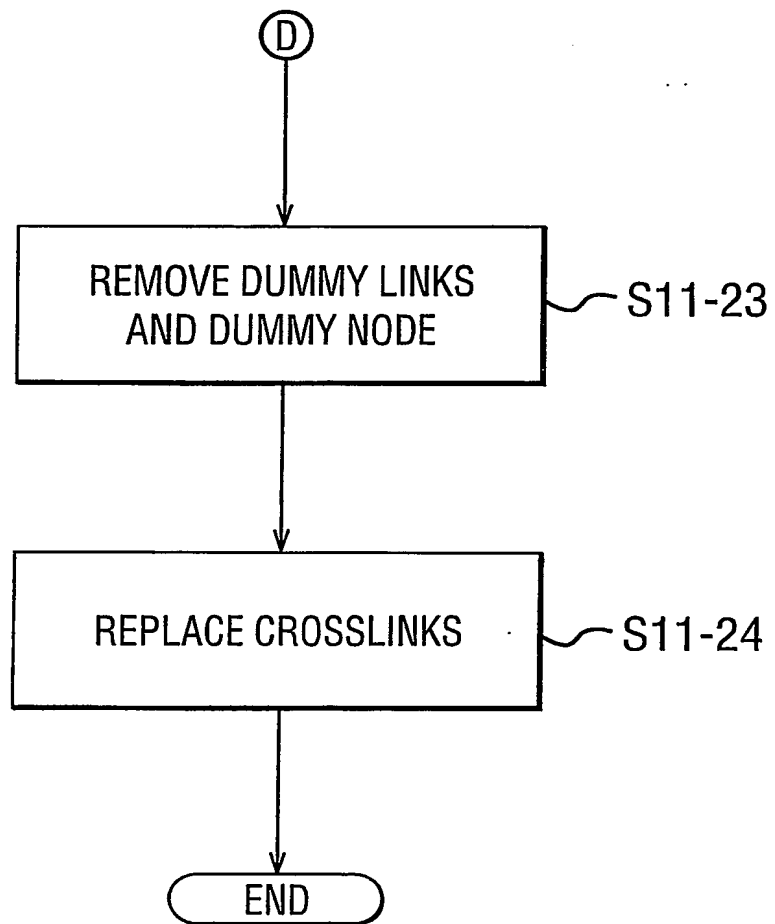 D
REMOVE DUMMY LINKS
AND DUMMY NODE
S11-23
REPLACE CROSSLINKS
S11-24
END